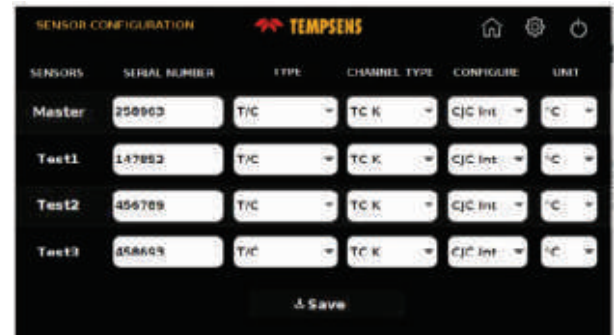 SENSOR CONFIGURATION TEMPSENS
SENSORS SERIAL NUMBER TYPE CHANNEL TYPE CONFIGURE UNIT
Master 258963 T/C TC K CJC Int °C
Test1 147852 T/C TC K CJC Int °C
Test2 456789 T/C TC K CJC Int °C
Test3 T/C TC K CJC Int °C
Save